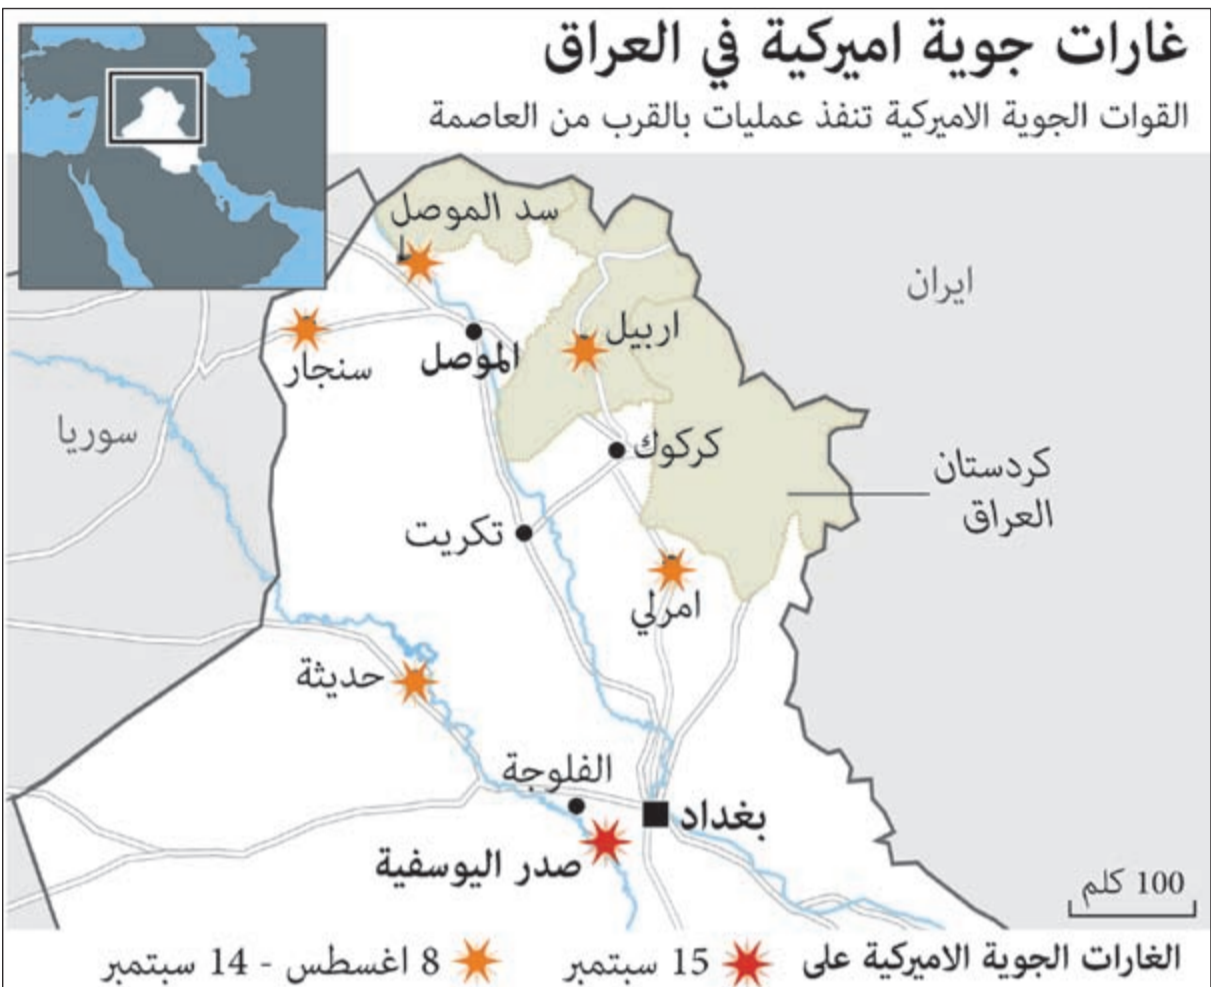 غارات جوية اميركية في العراق
القوات الجوية الاميركية تنفذ عمليات بالقرب من العاصمة
سد الموصل
ايران
اربيل
الموصل
سنجار
سوريا
كركوك
كردستان
العراق
تكريت
امرلي
حديثة
الفلوجة
بغداد
صدر اليوسفية
100 كلم
الغارات الجوية الاميركية على
15 سبتمبر
8 اغسطس - 14 سبتمبر